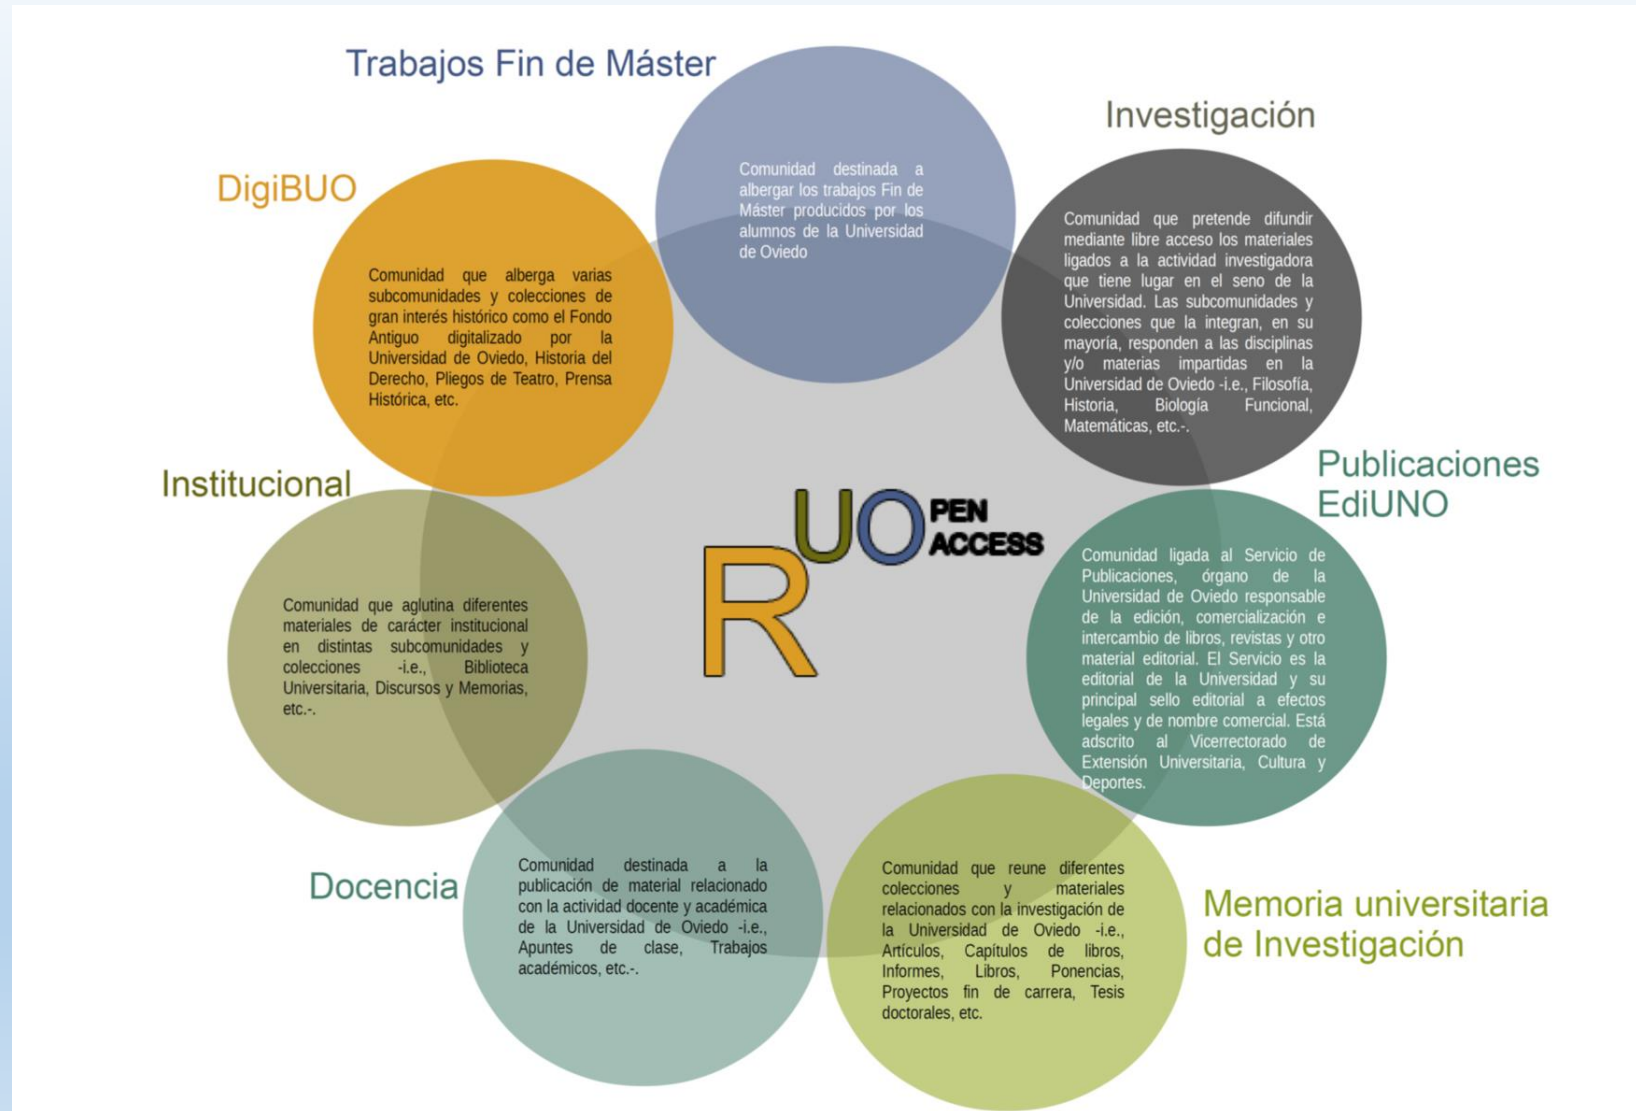 Trabajos Fin de Máster
Comunidad destinada a
albergar los trabajos Fin de
Máster producidos por los
alumnos de la Universidad
de Oviedo
Investigación
Comunidad que pretende difundir
mediante libre acceso los materiales
ligados a la actividad investigadora
que tiene lugar en el seno de la
Universidad. Las subcomunidades y
colecciones que la integran, en su
mayoría, responden a las disciplinas
y/o materias impartidas en la
Universidad de Oviedo -i.e., Filosofía,
Historia, Biología Funcional,
Matemáticas, etc.-.
DigiBUO
Comunidad que alberga varias
subcomunidades y colecciones de
gran interés histórico como el Fondo
Antiguo digitalizado por la
Universidad de Oviedo, Historia del
Derecho, Pliegos de Teatro, Prensa
Histórica, etc.
Publicaciones
EdiUNO
Comunidad ligada al Servicio de
Publicaciones, órgano de la
Universidad de Oviedo responsable
de la edición, comercialización e
intercambio de libros, revistas y otro
material editorial. El Servicio es la
editorial de la Universidad y su
principal sello editorial a efectos
legales y de nombre comercial. Está
adscrito al Vicerrectorado de
Extensión Universitaria, Cultura y
Deportes.
Institucional
Comunidad que aglutina diferentes
materiales de carácter institucional
en distintas subcomunidades y
colecciones -i.e., Biblioteca
Universitaria, Discursos y Memorias,
etc.-.
RUO
PEN
ACCESS
Docencia
Comunidad destinada a la
publicación de material relacionado
con la actividad docente y académica
de la Universidad de Oviedo -i.e.,
Apuntes de clase, Trabajos
académicos, etc.-.
Comunidad que reune diferentes
colecciones y materiales
relacionados con la investigación de
la Universidad de Oviedo -i.e.,
Artículos, Capítulos de libros,
Informes, Libros, Ponencias,
Proyectos fin de carrera, Tesis
doctorales, etc.
Memoria universitaria
de Investigación